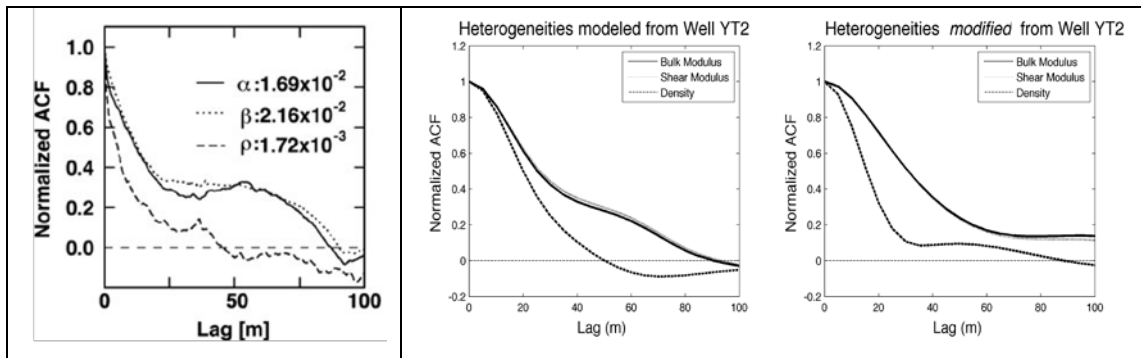 Normalized ACF
1.0
0.8
0.6
0.4
0.2
0.0
α:1.69x10⁻²
β:2.16x10⁻²
ρ:1.72x10⁻³
0
50
100
Lag [m]
Heterogeneities modeled from Well YT2
Normalized ACF
1.2
1
0.8
0.6
0.4
0.2
0
-0.2
Bulk Modulus
Shear Modulus
Density
0
20
40
60
80
100
Lag (m)
Heterogeneities modified from Well YT2
Normalized ACF
1.2
1
0.8
0.6
0.4
0.2
0
-0.2
Bulk Modulus
Shear Modulus
Density
0
20
40
60
80
100
Lag (m)